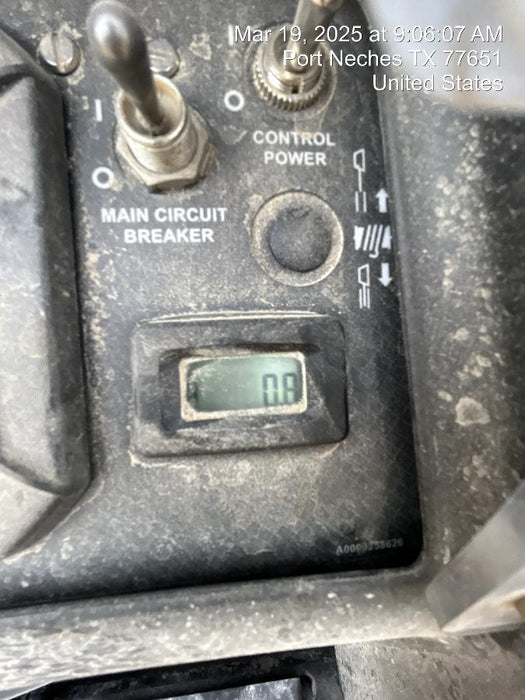 Mar 19, 2025 at 9:06:07 AM
Port Neches TX 77651
United States
I
O
O
CONTROL
POWER
MAIN CIRCUIT
BREAKER
0.8